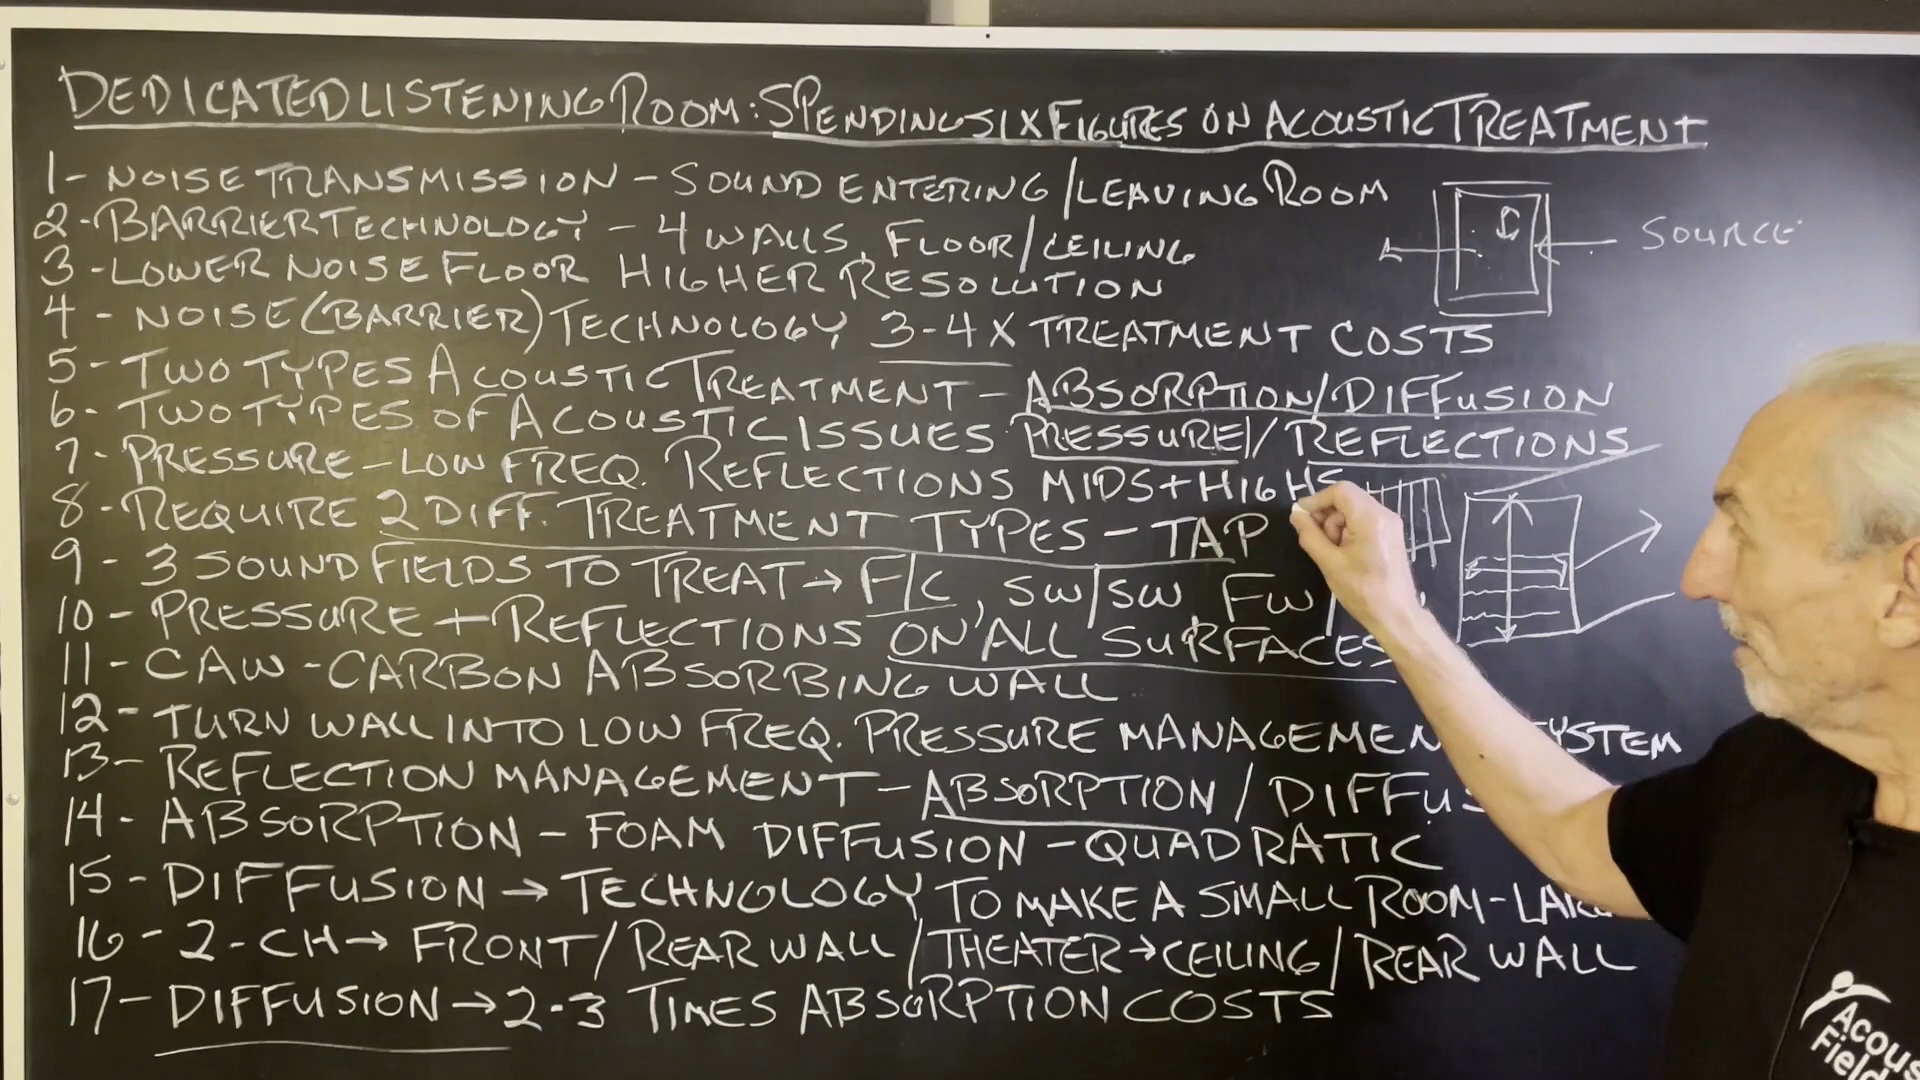 DEDICATED LISTENING ROOM: SPENDING SIX FIGURES ON ACOUSTIC TREATMENT
1- NOISE TRANSMISSION - SOUND ENTERING/LEAVING ROOM
2- BARRIER TECHNOLOGY - 4 WALLS, FLOOR/CEILING
SOURCE
3- LOWER NOISE FLOOR HIGHER RESOLUTION
4- NOISE (BARRIER) TECHNOLOGY 3-4X TREATMENT COSTS
5- TWO TYPES ACOUSTIC TREATMENT - ABSORPTION/DIFFUSION
6- TWO TYPES OF ACOUSTIC ISSUES PRESSURE/REFLECTIONS
7- PRESSURE-LOW FREQ. REFLECTIONS MIDS+HIGHS
8- REQUIRE 2 DIFF. TREATMENT TYPES - TAP
9- 3 SOUND FIELDS TO TREAT → F/C, SW/SW, FW/
10- PRESSURE + REFLECTIONS ON ALL SURFACES
11- CAW - CARBON ABSORBING WALL
12- TURN WALL INTO LOW FREQ. PRESSURE MANAGEMEN YSTEM
13- REFLECTION MANAGEMENT - ABSORPTION/DIFFUS
14- ABSORPTION - FOAM DIFFUSION - QUADRATIC
15- DIFFUSION → TECHNOLOGY TO MAKE A SMALL ROOM-LAR
16- 2-CH → FRONT/REAR WALL/THEATER → CEILING/REAR WALL
17- DIFFUSION → 2-3 TIMES ABSORPTION COSTS
Acous
Field